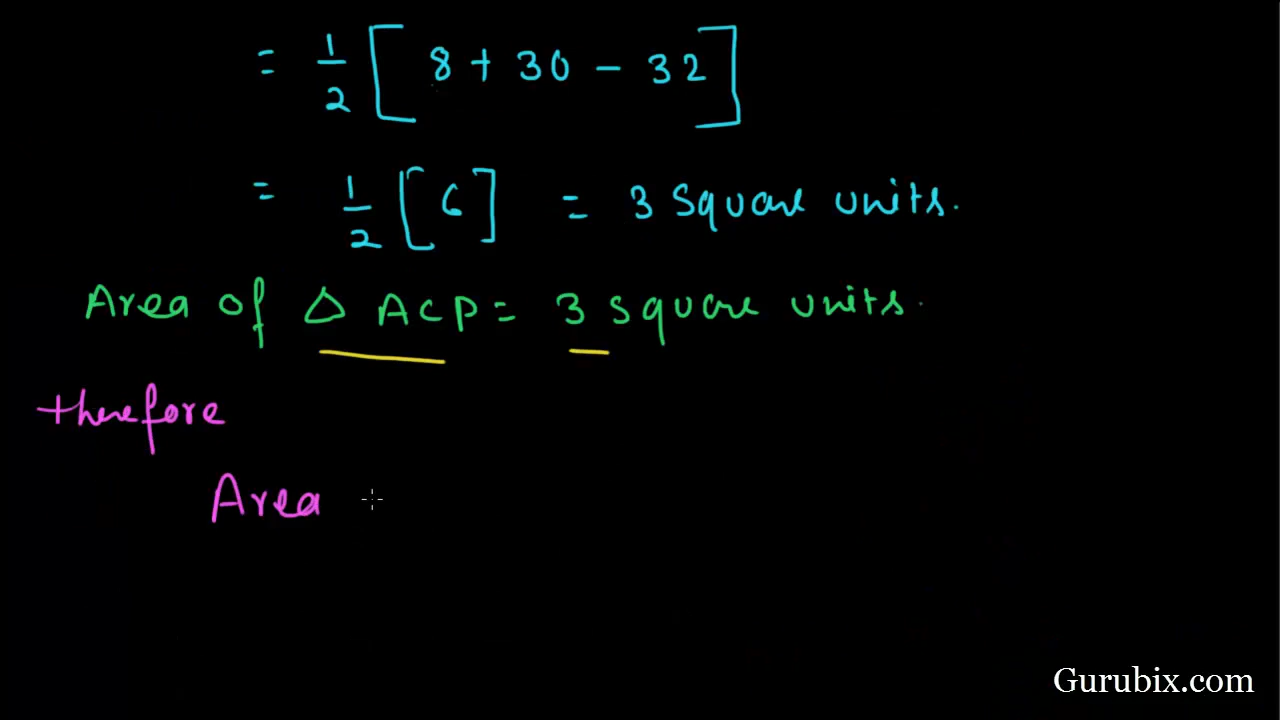 = 1/2 [ 8 + 30 - 32 ]
= 1/2 [ 6 ] = 3 Square units.
Area of △ ACP = 3 square units.
therefore
Area
Gurubix.com